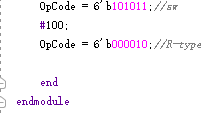 OpCode = 6'b101011;//sw
#100;
OpCode = 6'b000010;//R-type
end
endmodule